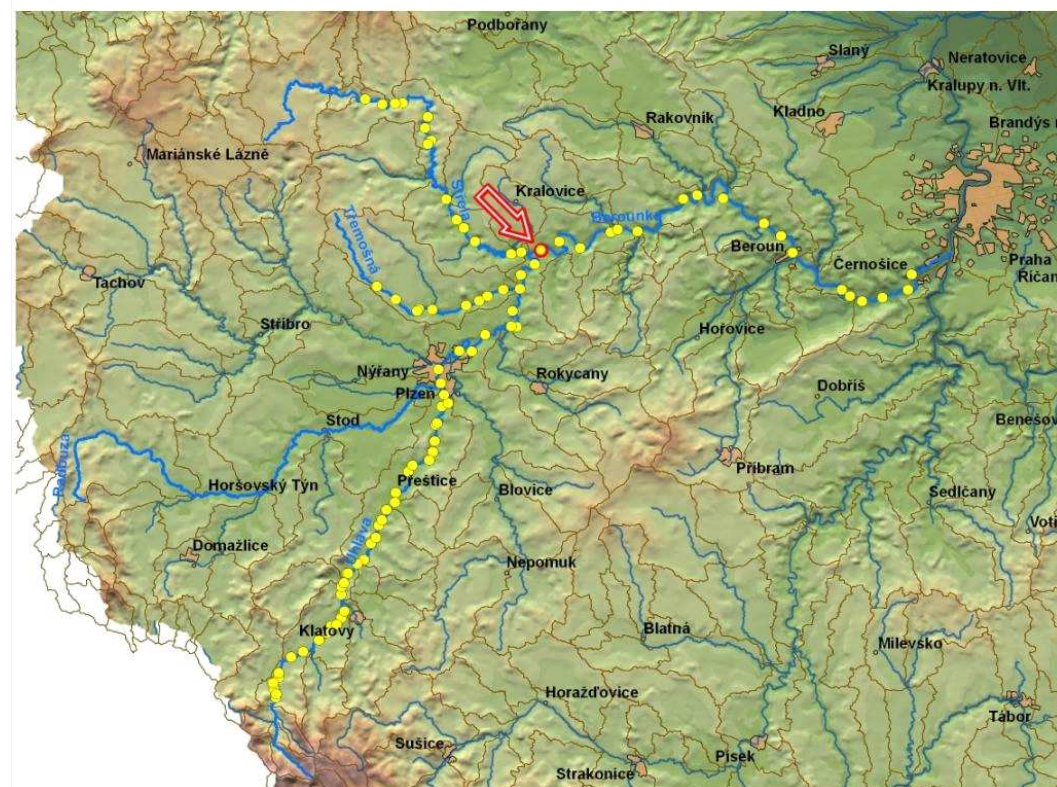 Podbořany
Slaný
Neratovice
Kralupy n. Vlt.
Rakovník
Kladno
Brandýs n
Mariánské Lázně
Střela
Kralovice
Třemošná
Berounka
Beroun
Černošice
Praha
Říčan
Tachov
Stříbro
Hořovice
Nýřany
Rokycany
Dobříš
Plzeň
Stod
Benešov
Radbuza
Příbram
Horšovský Týn
Přeštice
Blovice
Sedlčany
Voti
Úhlava
Domažlice
Nepomuk
Klatovy
Blatná
Milevsko
Horažďovice
Tábor
Sušice
Písek
Strakonice